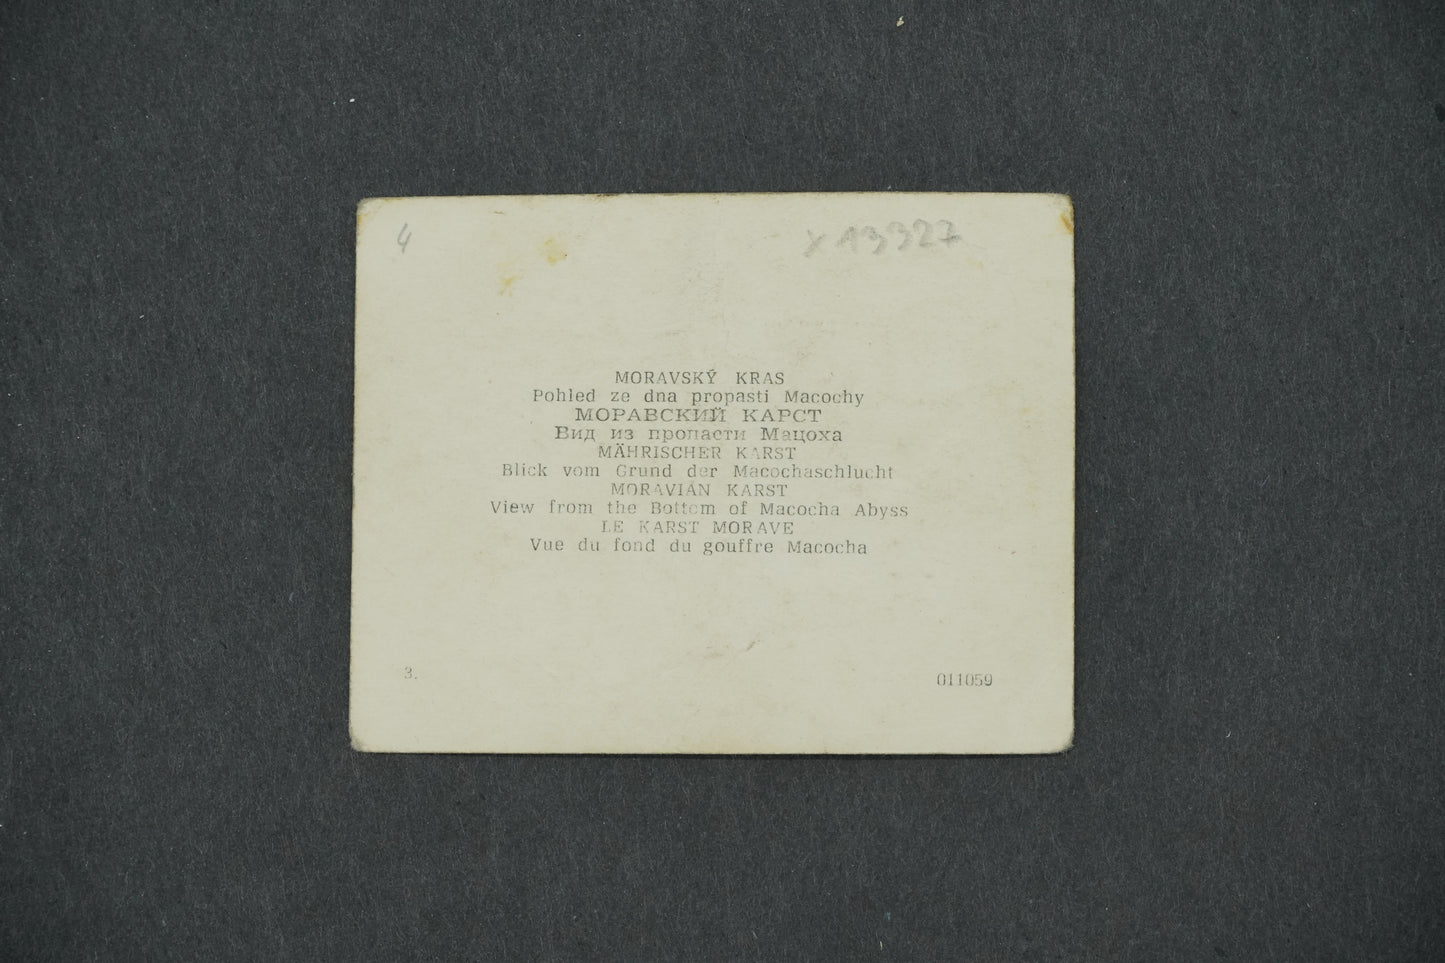 4
x 13327
MORAVSKÝ KRAS
Pohled ze dna propasti Macochy
МОРАВСКИЙ КАРСТ
Вид из пропасти Мацоха
MÄHRISCHER KARST
Blick vom Grund der Macochaschlucht
MORAVIAN KARST
View from the Bottom of Macocha Abyss
LE KARST MORAVE
Vue du fond du gouffre Macocha
3.
011059